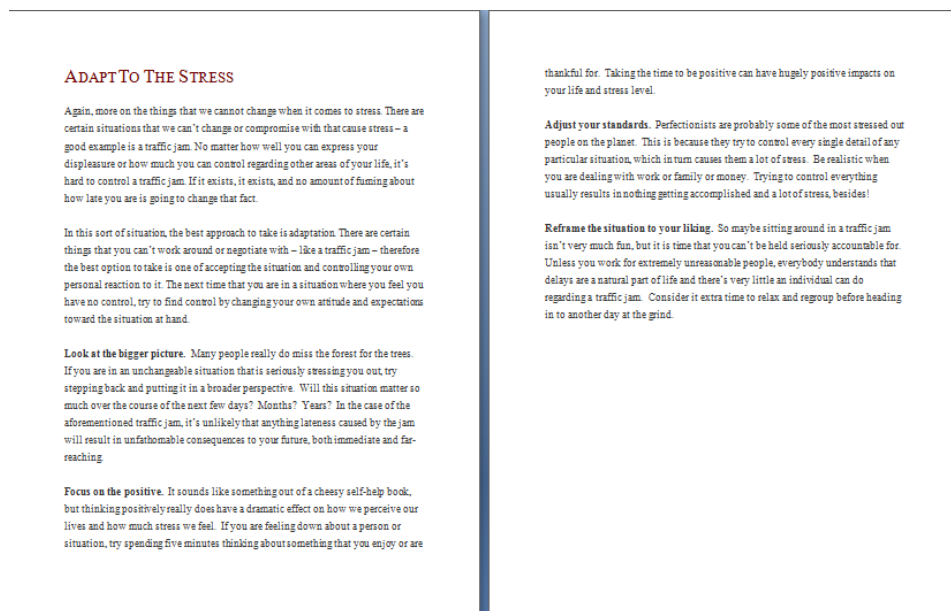 ADAPT TO THE STRESS
Again, more on the things that we cannot change when it comes to stress. There are
certain situations that we can't change or compromise with that cause stress – a
good example is a traffic jam. No matter how well you can express your
displeasure or how much you can control regarding other areas of your life, it's
hard to control a traffic jam. If it exists, it exists, and no amount of fuming about
how late you are is going to change that fact.
In this sort of situation, the best approach to take is adaptation. There are certain
things that you can't work around or negotiate with – like a traffic jam – therefore
the best option to take is one of accepting the situation and controlling your own
personal reaction to it. The next time that you are in a situation where you feel you
have no control, try to find control by changing your own attitude and expectations
toward the situation at hand.
Look at the bigger picture. Many people really do miss the forest for the trees.
If you are in an unchangeable situation that is seriously stressing you out, try
stepping back and putting it in a broader perspective. Will this situation matter so
much over the course of the next few days? Months? Years? In the case of the
aforementioned traffic jam, it's unlikely that anything lateness caused by the jam
will result in unfathomable consequences to your future, both immediate and far-
reaching.
Focus on the positive. It sounds like something out of a cheesy self-help book,
but thinking positively really does have a dramatic effect on how we perceive our
lives and how much stress we feel. If you are feeling down about a person or
situation, try spending five minutes thinking about something that you enjoy or are
thankful for. Taking the time to be positive can have hugely positive impacts on
your life and stress level.
Adjust your standards. Perfectionists are probably some of the most stressed out
people on the planet. This is because they try to control every single detail of any
particular situation, which in turn causes them a lot of stress. Be realistic when
you are dealing with work or family or money. Trying to control everything
usually results in nothing getting accomplished and a lot of stress, besides!
Reframe the situation to your liking. So maybe sitting around in a traffic jam
isn't very much fun, but it is time that you can't be held seriously accountable for.
Unless you work for extremely unreasonable people, everybody understands that
delays are a natural part of life and there's very little an individual can do
regarding a traffic jam. Consider it extra time to relax and regroup before heading
in to another day at the grind.